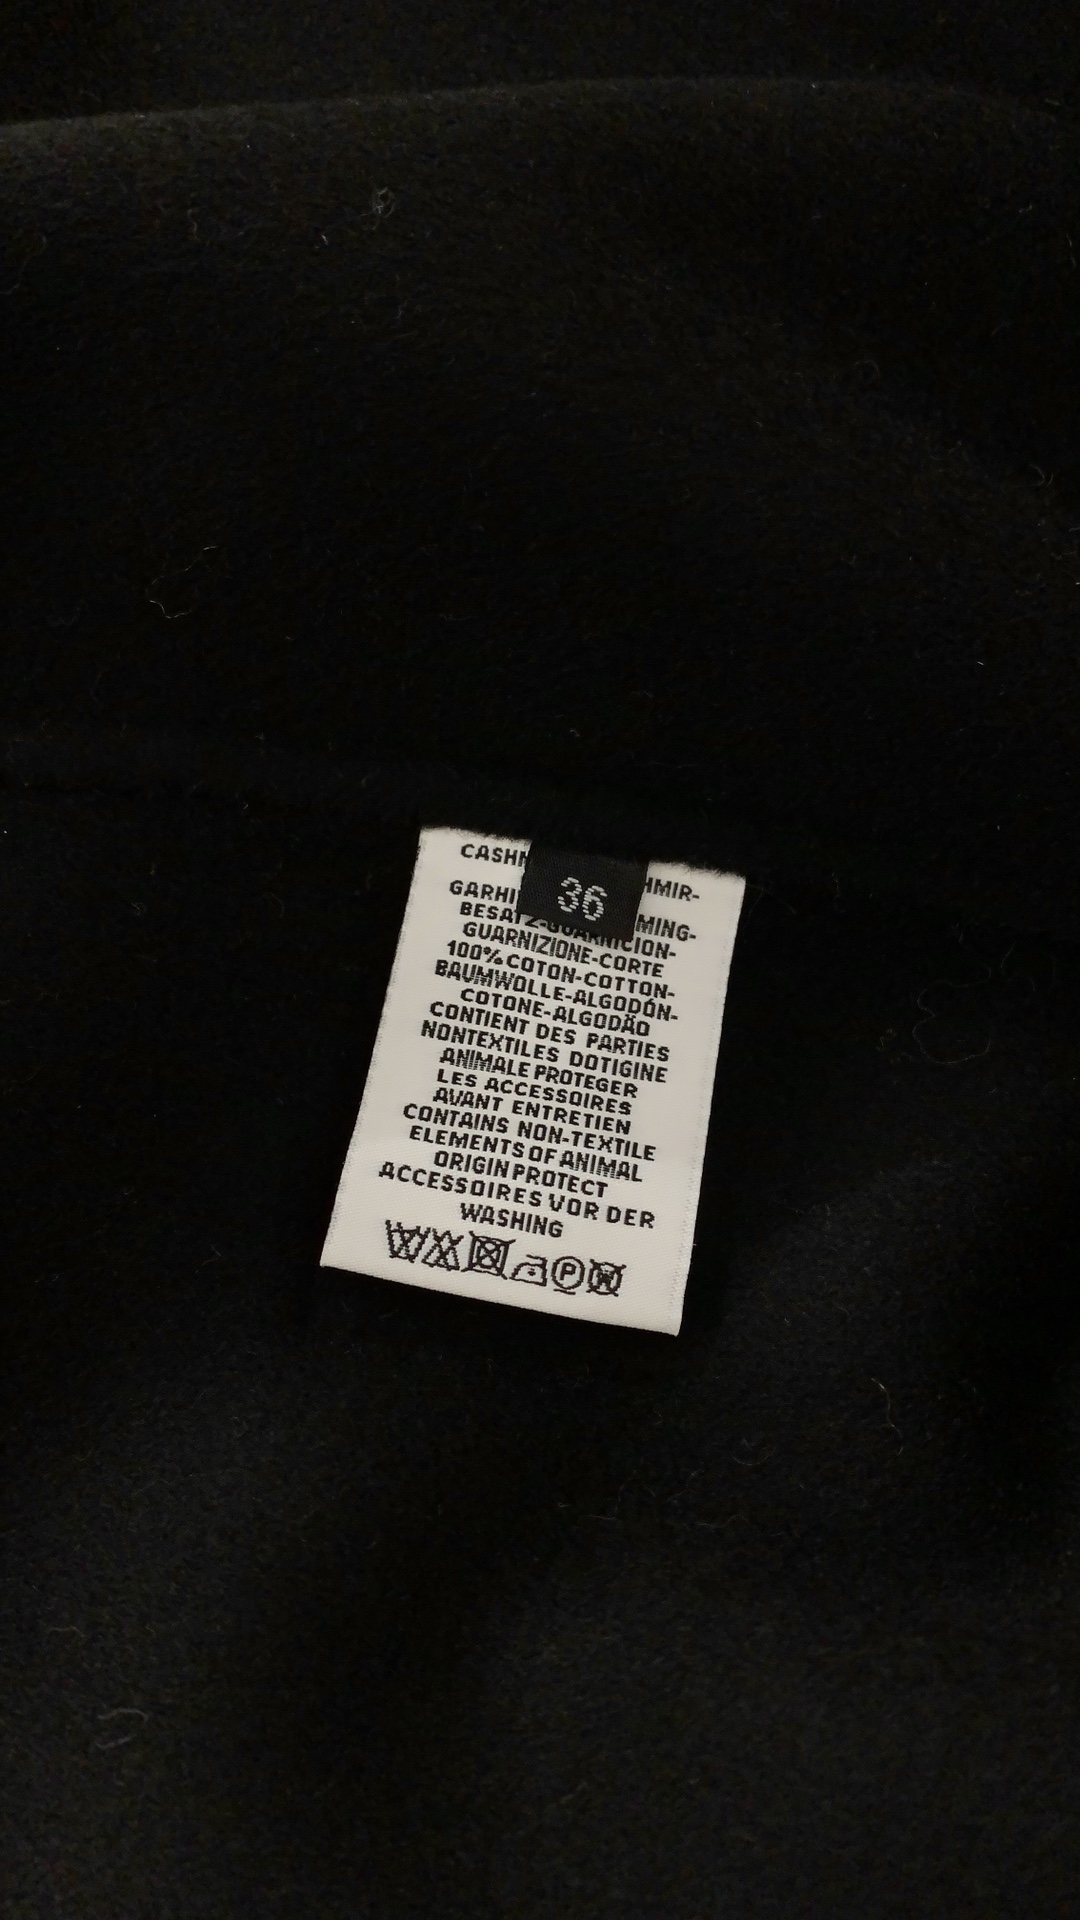 36
GUARNIZIONE-CORTE
100% COTON-COTTON-
BAUMWOLLE-ALGODÓN-
COTONE-ALGODÃO
CONTIENT DES PARTIES
NONTEXTILES DOTIGINE
ANIMALE PROTEGER
LES ACCESSOIRES
AVANT ENTRETIEN
CONTAINS NON-TEXTILE
ELEMENTS OF ANIMAL
ORIGIN PROTECT
ACCESSOIRES VOR DER
WASHING
P
W